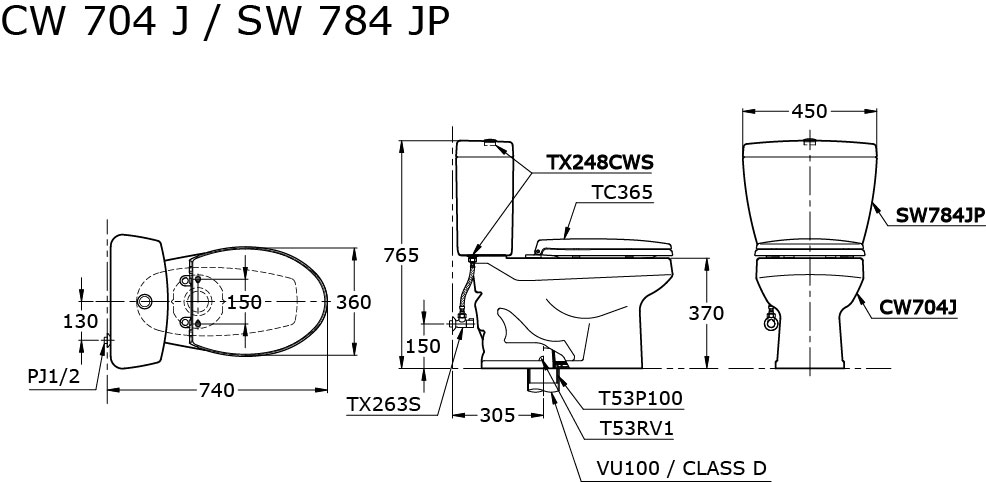 CW 704 J / SW 784 JP
450
TX248CWS
TC365
SW784JP
765
150
360
130
370
CW704J
150
PJ1/2
740
TX263S
305
T53P100
T53RV1
VU100 / CLASS D